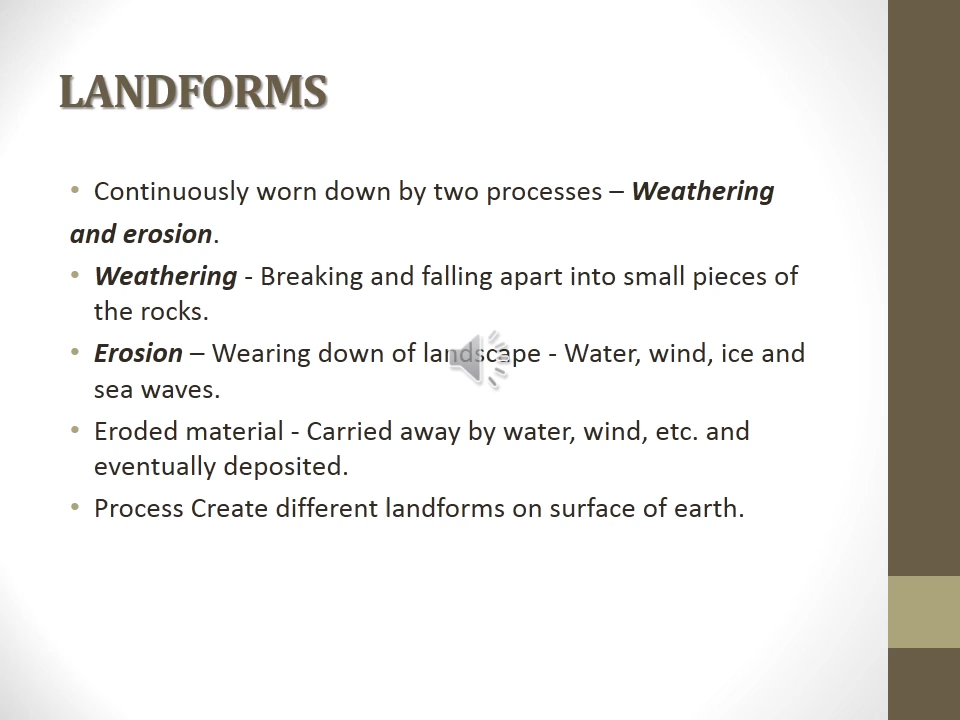 LANDFORMS
• Continuously worn down by two processes – Weathering
and erosion.
• Weathering - Breaking and falling apart into small pieces of
the rocks.
• Erosion – Wearing down of landscape - Water, wind, ice and
sea waves.
• Eroded material - Carried away by water, wind, etc. and
eventually deposited.
• Process Create different landforms on surface of earth.